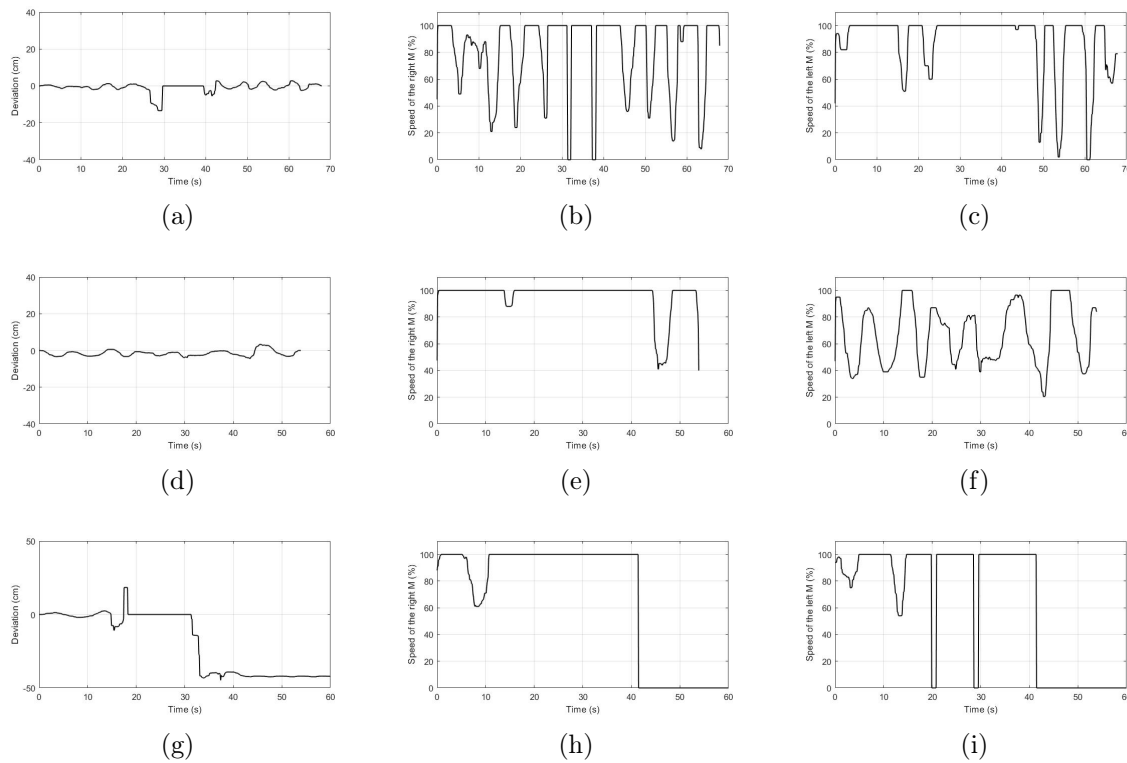 40
20
0
-20
-40
Deviation (cm)
0 10 20 30 40 50 60 70
Time (s)
(a)
100
80
60
40
20
0
Speed of the right M (%)
0 10 20 30 40 50 60 70
Time (s)
(b)
100
80
60
40
20
0
Speed of the left M (%)
0 10 20 30 40 50 60 70
Time (s)
(c)
40
20
0
-20
-40
Deviation (cm)
0 10 20 30 40 50 60
Time (s)
(d)
100
80
60
40
20
0
Speed of the right M (%)
0 10 20 30 40 50 60
Time (s)
(e)
100
80
60
40
20
0
Speed of the left M (%)
0 10 20 30 40 50 60
Time (s)
(f)
50
0
-50
Deviation (cm)
0 10 20 30 40 50 60
Time (s)
(g)
100
80
60
40
20
0
Speed of the right M (%)
0 10 20 30 40 50 60
Time (s)
(h)
100
80
60
40
20
0
Speed of the left M (%)
0 10 20 30 40 50 60
Time (s)
(i)